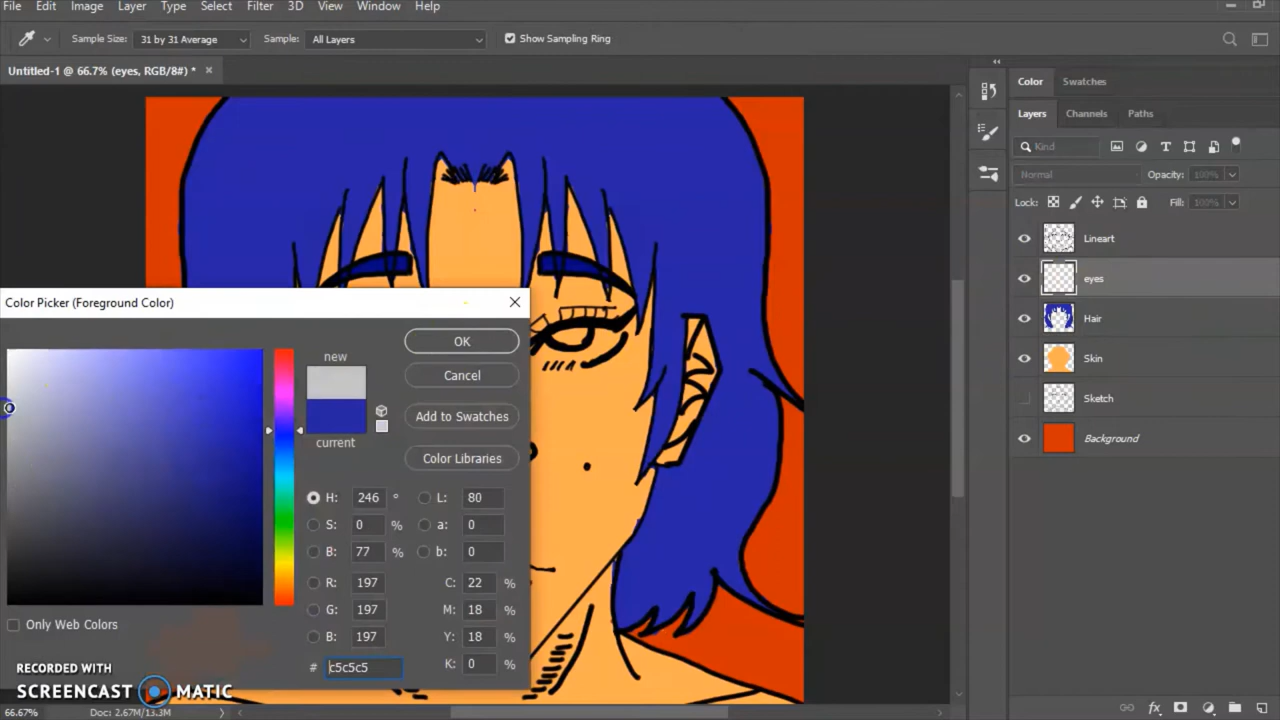 File Edit Image Layer Type Select Filter 3D View Window Help
Sample Size: 31 by 31 Average Sample: All Layers Show Sampling Ring
Untitled-1 @ 66.7% (eyes, RGB/8#) * ×
Color Swatches
Layers Channels Paths
Kind
Normal Opacity: 100%
Lock: Fill: 100%
Lineart
eyes
Hair
Skin
Sketch
Background
Color Picker (Foreground Color)
new
current
OK
Cancel
Add to Swatches
Color Libraries
H: 246 ° L: 80
S: 0 % a: 0
B: 77 % b: 0
R: 197 C: 22 %
G: 197 M: 18 %
B: 197 Y: 18 %
# c5c5c5 K: 0 %
Only Web Colors
RECORDED WITH
SCREENCAST MATIC
66.67% Doc: 2.67M/13.3M